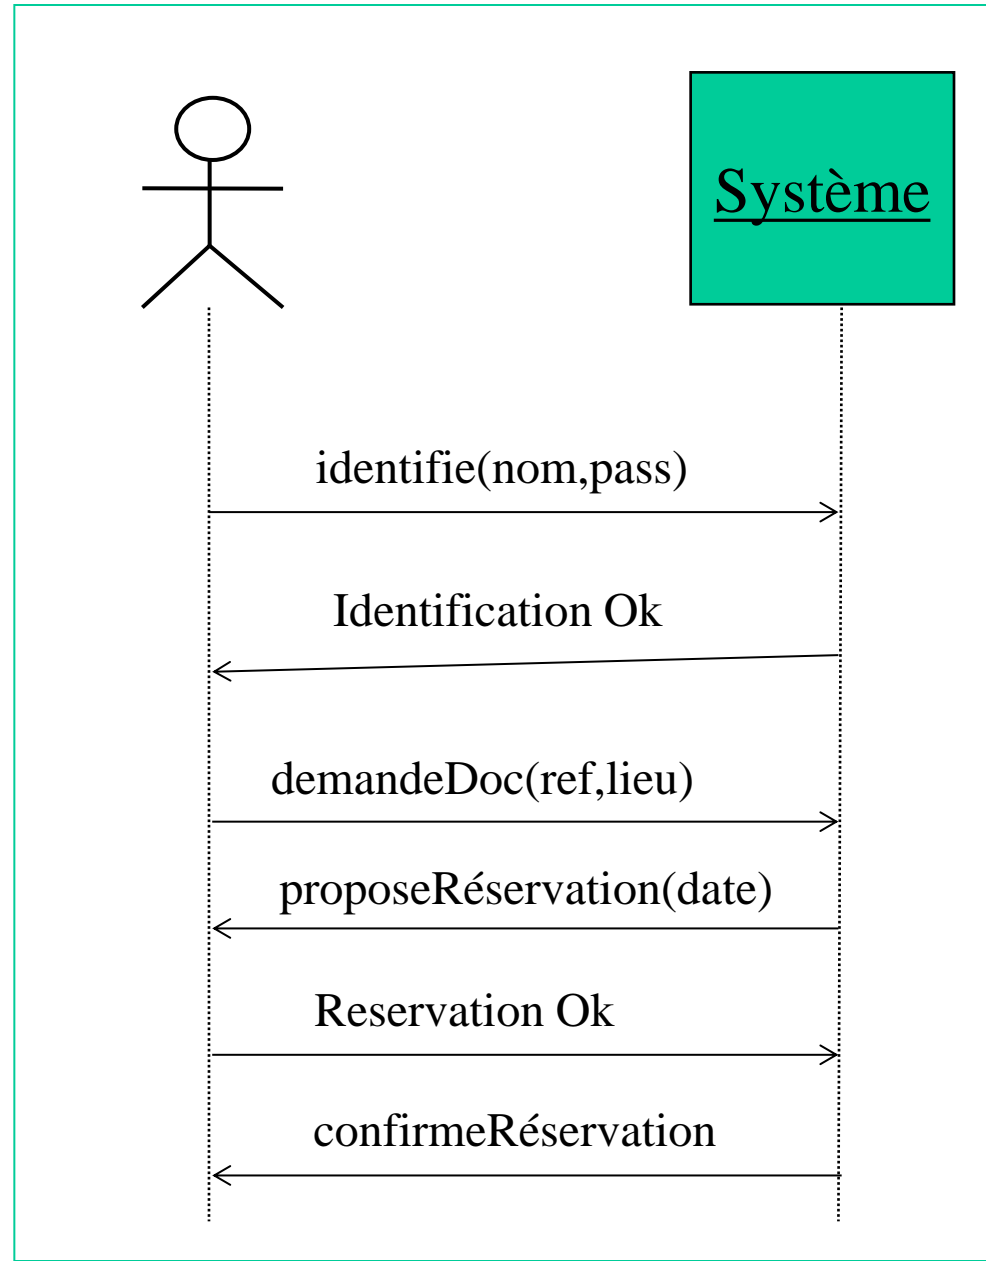 Système
identifie(nom,pass)
Identification Ok
demandeDoc(ref,lieu)
proposeRéservation(date)
Reservation Ok
confirmeRéservation